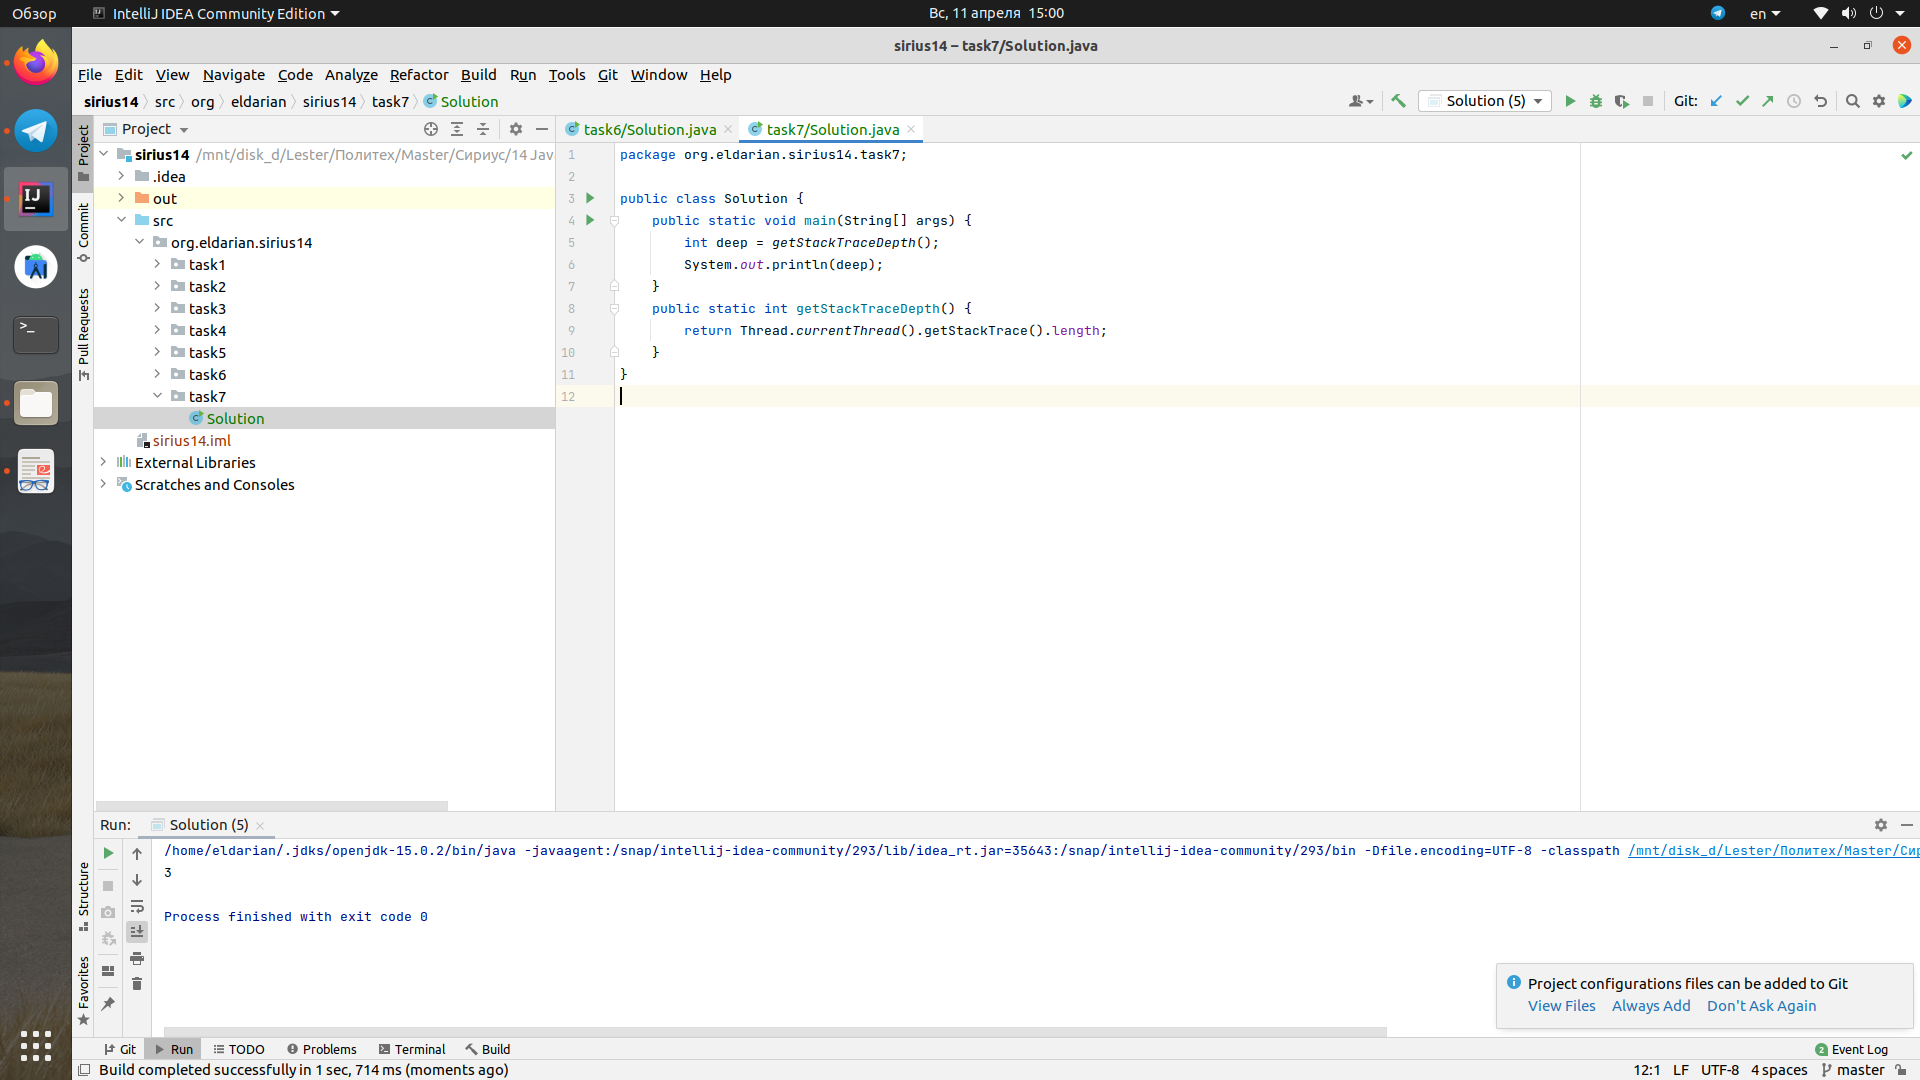 Обзор IntelliJ IDEA Community Edition Вс, 11 апреля 15:00 en
sirius14 – task7/Solution.java
File Edit View Navigate Code Analyze Refactor Build Run Tools Git Window Help
sirius14 src org eldarian sirius14 task7 Solution Solution (5) Git:
Project
Commit
Pull Requests
Structure
Favorites
Project
sirius14 /mnt/disk_d/Lester/Политех/Master/Сириус/14 Java
.idea
out
src
org.eldarian.sirius14
task1
task2
task3
task4
task5
task6
task7
Solution
sirius14.iml
External Libraries
Scratches and Consoles
task6/Solution.java task7/Solution.java
1 package org.eldarian.sirius14.task7;
2
3 public class Solution {
4 public static void main(String[] args) {
5 int deep = getStackTraceDepth();
6 System.out.println(deep);
7 }
8 public static int getStackTraceDepth() {
9 return Thread.currentThread().getStackTrace().length;
10 }
11 }
12
Run: Solution (5)
/home/eldarian/.jdks/openjdk-15.0.2/bin/java -javaagent:/snap/intellij-idea-community/293/lib/idea_rt.jar=35643:/snap/intellij-idea-community/293/bin -Dfile.encoding=UTF-8 -classpath /mnt/disk_d/Lester/Политех/Master/Сир
3
Process finished with exit code 0
Project configurations files can be added to Git
View Files Always Add Don't Ask Again
Git Run TODO Problems Terminal Build 2 Event Log
Build completed successfully in 1 sec, 714 ms (moments ago) 12:1 LF UTF-8 4 spaces master